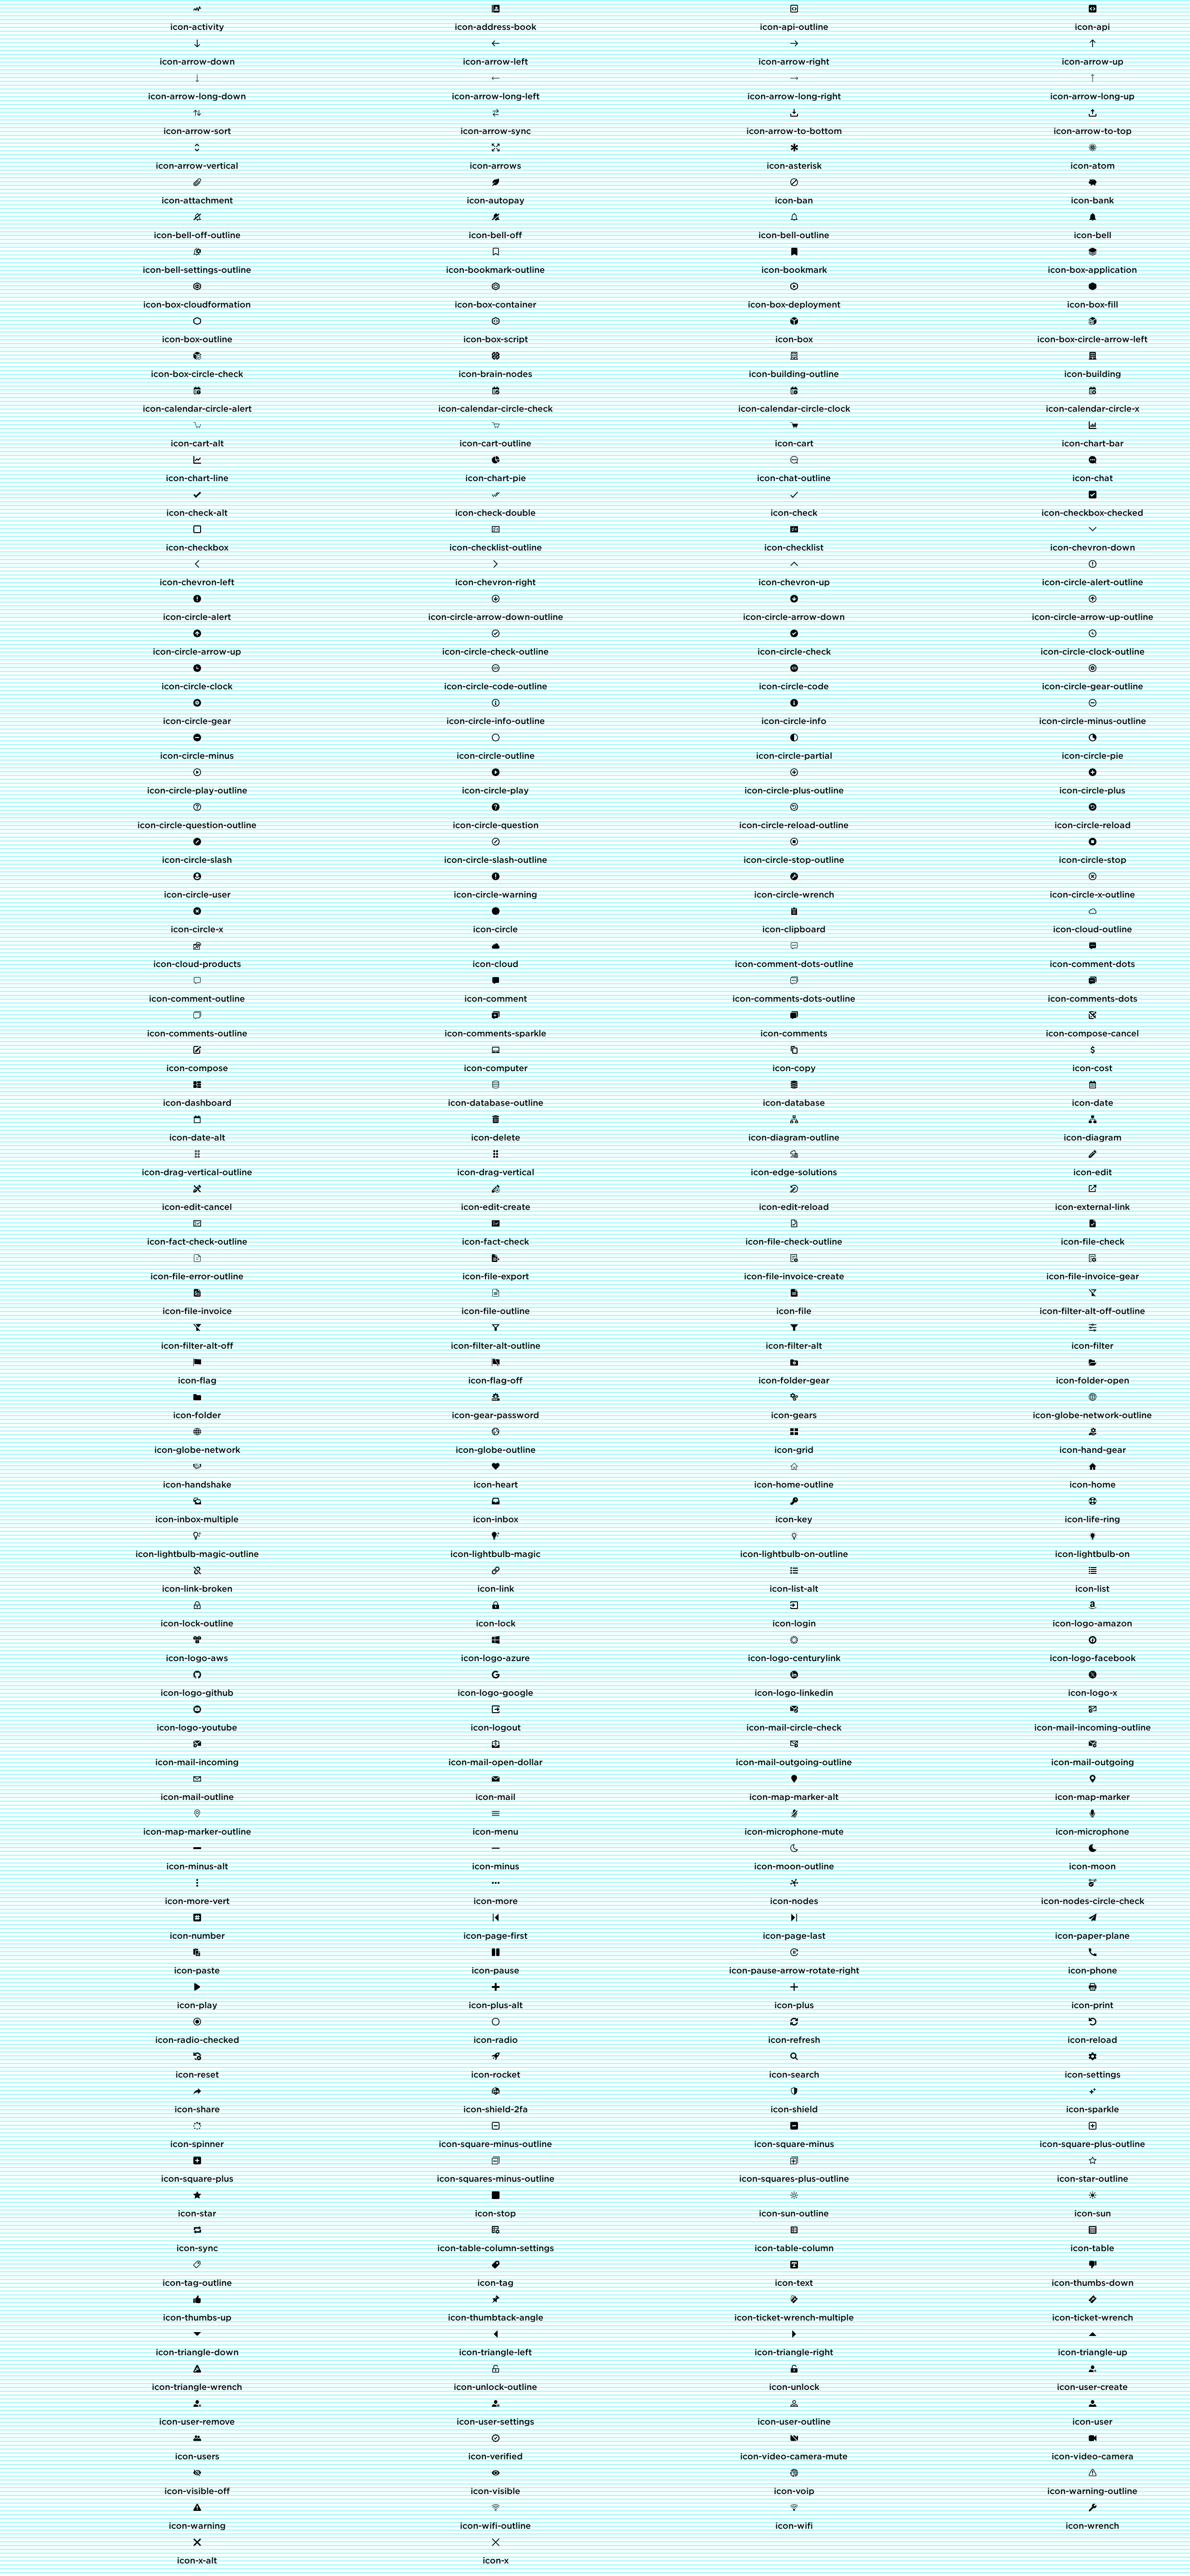 icon-activity icon-address-book icon-api-outline icon-api
icon-arrow-down icon-arrow-left icon-arrow-right icon-arrow-up
icon-arrow-long-down icon-arrow-long-left icon-arrow-long-right icon-arrow-long-up
icon-arrow-sort icon-arrow-sync icon-arrow-to-bottom icon-arrow-to-top
icon-arrow-vertical icon-arrows icon-asterisk icon-atom
icon-attachment icon-autopay icon-ban icon-bank
icon-bell-off-outline icon-bell-off icon-bell-outline icon-bell
icon-bell-settings-outline icon-bookmark-outline icon-bookmark icon-box-application
icon-box-cloudformation icon-box-container icon-box-deployment icon-box-fill
icon-box-outline icon-box-script icon-box icon-box-circle-arrow-left
icon-box-circle-check icon-brain-nodes icon-building-outline icon-building
icon-calendar-circle-alert icon-calendar-circle-check icon-calendar-circle-clock icon-calendar-circle-x
icon-cart-alt icon-cart-outline icon-cart icon-chart-bar
icon-chart-line icon-chart-pie icon-chat-outline icon-chat
icon-check-alt icon-check-double icon-check icon-checkbox-checked
icon-checkbox icon-checklist-outline icon-checklist icon-chevron-down
icon-chevron-left icon-chevron-right icon-chevron-up icon-circle-alert-outline
icon-circle-alert icon-circle-arrow-down-outline icon-circle-arrow-down icon-circle-arrow-up-outline
icon-circle-arrow-up icon-circle-check-outline icon-circle-check icon-circle-clock-outline
icon-circle-clock icon-circle-code-outline icon-circle-code icon-circle-gear-outline
icon-circle-gear icon-circle-info-outline icon-circle-info icon-circle-minus-outline
icon-circle-minus icon-circle-outline icon-circle-partial icon-circle-pie
icon-circle-play-outline icon-circle-play icon-circle-plus-outline icon-circle-plus
icon-circle-question-outline icon-circle-question icon-circle-reload-outline icon-circle-reload
icon-circle-slash icon-circle-slash-outline icon-circle-stop-outline icon-circle-stop
icon-circle-user icon-circle-warning icon-circle-wrench icon-circle-x-outline
icon-circle-x icon-circle icon-clipboard icon-cloud-outline
icon-cloud-products icon-cloud icon-comment-dots-outline icon-comment-dots
icon-comment-outline icon-comment icon-comments-dots-outline icon-comments-dots
icon-comments-outline icon-comments-sparkle icon-comments icon-compose-cancel
icon-compose icon-computer icon-copy icon-cost
icon-dashboard icon-database-outline icon-database icon-date
icon-date-alt icon-delete icon-diagram-outline icon-diagram
icon-drag-vertical-outline icon-drag-vertical icon-edge-solutions icon-edit
icon-edit-cancel icon-edit-create icon-edit-reload icon-external-link
icon-fact-check-outline icon-fact-check icon-file-check-outline icon-file-check
icon-file-error-outline icon-file-export icon-file-invoice-create icon-file-invoice-gear
icon-file-invoice icon-file-outline icon-file icon-filter-alt-off-outline
icon-filter-alt-off icon-filter-alt-outline icon-filter-alt icon-filter
icon-flag icon-flag-off icon-folder-gear icon-folder-open
icon-folder icon-gear-password icon-gears icon-globe-network-outline
icon-globe-network icon-globe-outline icon-grid icon-hand-gear
icon-handshake icon-heart icon-home-outline icon-home
icon-inbox-multiple icon-inbox icon-key icon-life-ring
icon-lightbulb-magic-outline icon-lightbulb-magic icon-lightbulb-on-outline icon-lightbulb-on
icon-link-broken icon-link icon-list-alt icon-list
icon-lock-outline icon-lock icon-login icon-logo-amazon
icon-logo-aws icon-logo-azure icon-logo-centurylink icon-logo-facebook
icon-logo-github icon-logo-google icon-logo-linkedin icon-logo-x
icon-logo-youtube icon-logout icon-mail-circle-check icon-mail-incoming-outline
icon-mail-incoming icon-mail-open-dollar icon-mail-outgoing-outline icon-mail-outgoing
icon-mail-outline icon-mail icon-map-marker-alt icon-map-marker
icon-map-marker-outline icon-menu icon-microphone-mute icon-microphone
icon-minus-alt icon-minus icon-moon-outline icon-moon
icon-more-vert icon-more icon-nodes icon-nodes-circle-check
icon-number icon-page-first icon-page-last icon-paper-plane
icon-paste icon-pause icon-pause-arrow-rotate-right icon-phone
icon-play icon-plus-alt icon-plus icon-print
icon-radio-checked icon-radio icon-refresh icon-reload
icon-reset icon-rocket icon-search icon-settings
icon-share icon-shield-2fa icon-shield icon-sparkle
icon-spinner icon-square-minus-outline icon-square-minus icon-square-plus-outline
icon-square-plus icon-squares-minus-outline icon-squares-plus-outline icon-star-outline
icon-star icon-stop icon-sun-outline icon-sun
icon-sync icon-table-column-settings icon-table-column icon-table
icon-tag-outline icon-tag icon-text icon-thumbs-down
icon-thumbs-up icon-thumbtack-angle icon-ticket-wrench-multiple icon-ticket-wrench
icon-triangle-down icon-triangle-left icon-triangle-right icon-triangle-up
icon-triangle-wrench icon-unlock-outline icon-unlock icon-user-create
icon-user-remove icon-user-settings icon-user-outline icon-user
icon-users icon-verified icon-video-camera-mute icon-video-camera
icon-visible-off icon-visible icon-voip icon-warning-outline
icon-warning icon-wifi-outline icon-wifi icon-wrench
icon-x-alt icon-x